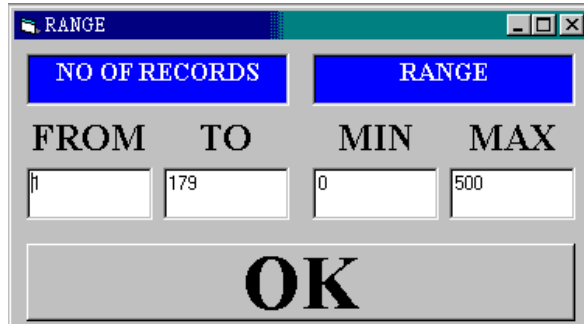 RANGE
NO OF RECORDS RANGE
FROM TO MIN MAX
1 179 0 500
OK